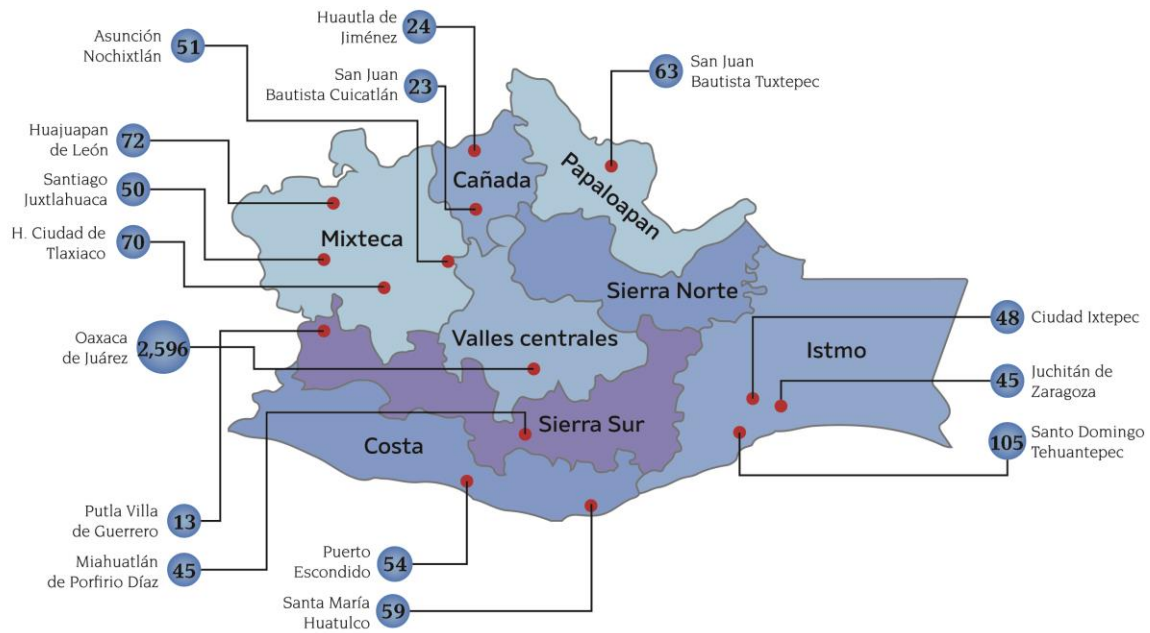 Asunción
Nochixtlán
51
Huautla de
Jiménez
24
San Juan
Bautista Cuicatlán
23
63
San Juan
Bautista Tuxtepec
Huajuapan
de León
72
Santiago
Juxtlahuaca
50
H. Ciudad de
Tlaxiaco
70
Oaxaca
de Juárez
2,596
Cañada
Papaloapan
Mixteca
Sierra Norte
Valles centrales
Istmo
Sierra Sur
Costa
48
Ciudad Ixtepec
45
Juchitán de
Zaragoza
105
Santo Domingo
Tehuantepec
Putla Villa
de Guerrero
13
Miahuatlán
de Porfirio Díaz
45
Puerto
Escondido
54
Santa María
Huatulco
59